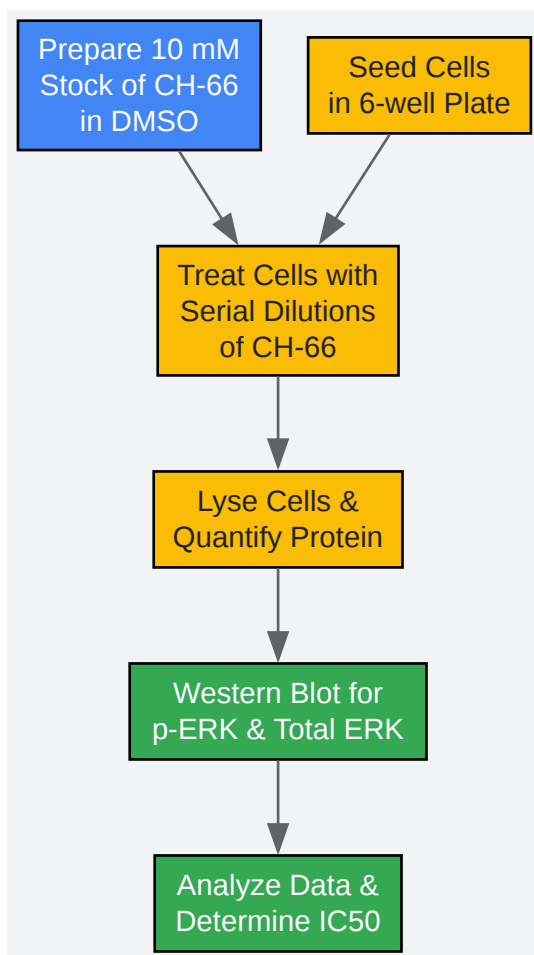 Prepare 10 mM
Stock of CH-66
in DMSO
Seed Cells
in 6-well Plate
Treat Cells with
Serial Dilutions
of CH-66
Lyse Cells &
Quantify Protein
Western Blot for
p-ERK & Total ERK
Analyze Data &
Determine IC50